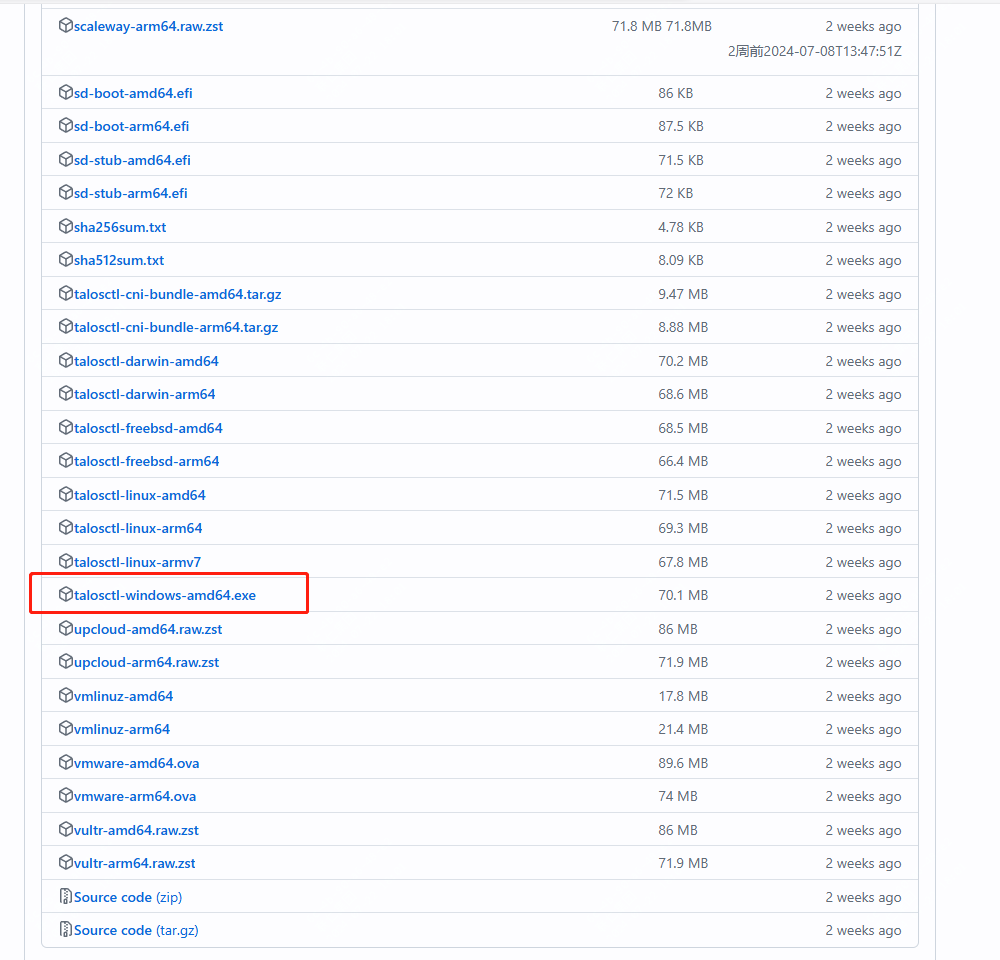 scaleway-arm64.raw.zst 71.8 MB 71.8MB 2 weeks ago
2周前2024-07-08T13:47:51Z
sd-boot-amd64.efi 86 KB 2 weeks ago
sd-boot-arm64.efi 87.5 KB 2 weeks ago
sd-stub-amd64.efi 71.5 KB 2 weeks ago
sd-stub-arm64.efi 72 KB 2 weeks ago
sha256sum.txt 4.78 KB 2 weeks ago
sha512sum.txt 8.09 KB 2 weeks ago
talosctl-cni-bundle-amd64.tar.gz 9.47 MB 2 weeks ago
talosctl-cni-bundle-arm64.tar.gz 8.88 MB 2 weeks ago
talosctl-darwin-amd64 70.2 MB 2 weeks ago
talosctl-darwin-arm64 68.6 MB 2 weeks ago
talosctl-freebsd-amd64 68.5 MB 2 weeks ago
talosctl-freebsd-arm64 66.4 MB 2 weeks ago
talosctl-linux-amd64 71.5 MB 2 weeks ago
talosctl-linux-arm64 69.3 MB 2 weeks ago
talosctl-linux-armv7 67.8 MB 2 weeks ago
talosctl-windows-amd64.exe 70.1 MB 2 weeks ago
upcloud-amd64.raw.zst 86 MB 2 weeks ago
upcloud-arm64.raw.zst 71.9 MB 2 weeks ago
vmlinuz-amd64 17.8 MB 2 weeks ago
vmlinuz-arm64 21.4 MB 2 weeks ago
vmware-amd64.ova 89.6 MB 2 weeks ago
vmware-arm64.ova 74 MB 2 weeks ago
vultr-amd64.raw.zst 86 MB 2 weeks ago
vultr-arm64.raw.zst 71.9 MB 2 weeks ago
Source code (zip) 2 weeks ago
Source code (tar.gz) 2 weeks ago